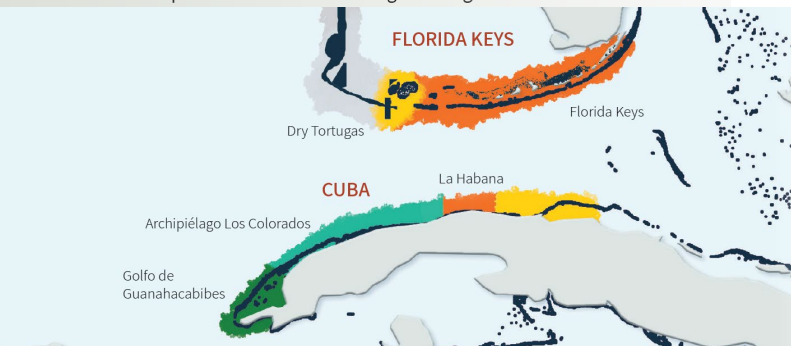 FLORIDA KEYS
Florida Keys
Dry Tortugas
La Habana
CUBA
Archipiélago Los Colorados
Golfo de
Guanahacabibes